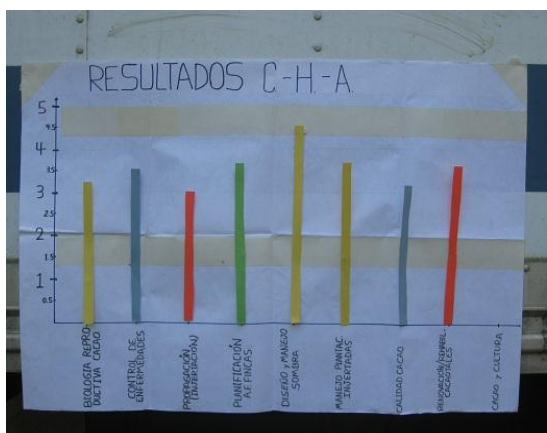 RESULTADOS C.-H.-A.
5
4.5
4
3.5
3
2.5
2
1.5
1
0.5
BIOLOGIA REPRO-
DUCTIVA CACAO
CONTROL DE
ENFERMEDADES
PROPAGACIÓN
(INJERTACIÓN)
PLANIFICACIÓN
A.F. FINCAS
DISEÑO y MANEJO
SOMBRA
MANEJO PLANTAC.
INJERTADAS
CALIDAD CACAO
RENOVACIÓN/REHABIL.
CACAOTALES
CACAO y CULTURA